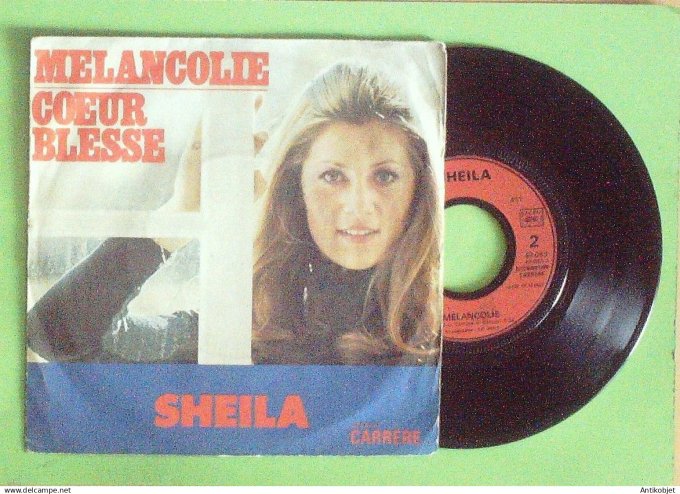 MELANCOLIE
COEUR
BLESSE
SHEILA
CARRERE
SHEILA
2
MELANCOLIE
www.delcampe.net
Antikobjet